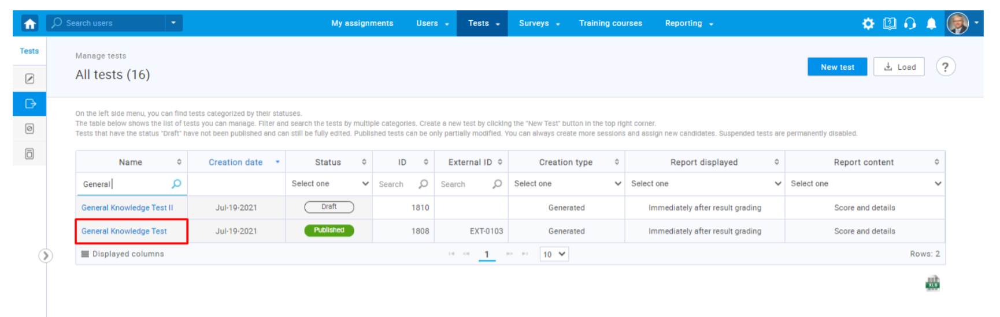 Search users
My assignments Users Tests Surveys Training courses Reporting
Tests
Manage tests
All tests (16)
New test
Load
?
On the left side menu, you can find tests categorized by their statuses.
The table below shows the list of tests you can manage. Filter and search the tests by multiple categories. Create a new test by clicking the "New Test" button in the top right corner.
Tests that have the status "Draft" have not been published and can still be fully edited. Published tests can be only partially modified. You can always create more sessions and assign new candidates. Suspended tests are permanently disabled.
Name Creation date Status ID External ID Creation type Report displayed Report content
General Select one Search Search Select one Select one Select one
General Knowledge Test II Jul-19-2021 Draft 1810 Generated Immediately after result grading Score and details
General Knowledge Test Jul-19-2021 Published 1808 EXT-0103 Generated Immediately after result grading Score and details
Displayed columns 1 10 Rows: 2
XLS